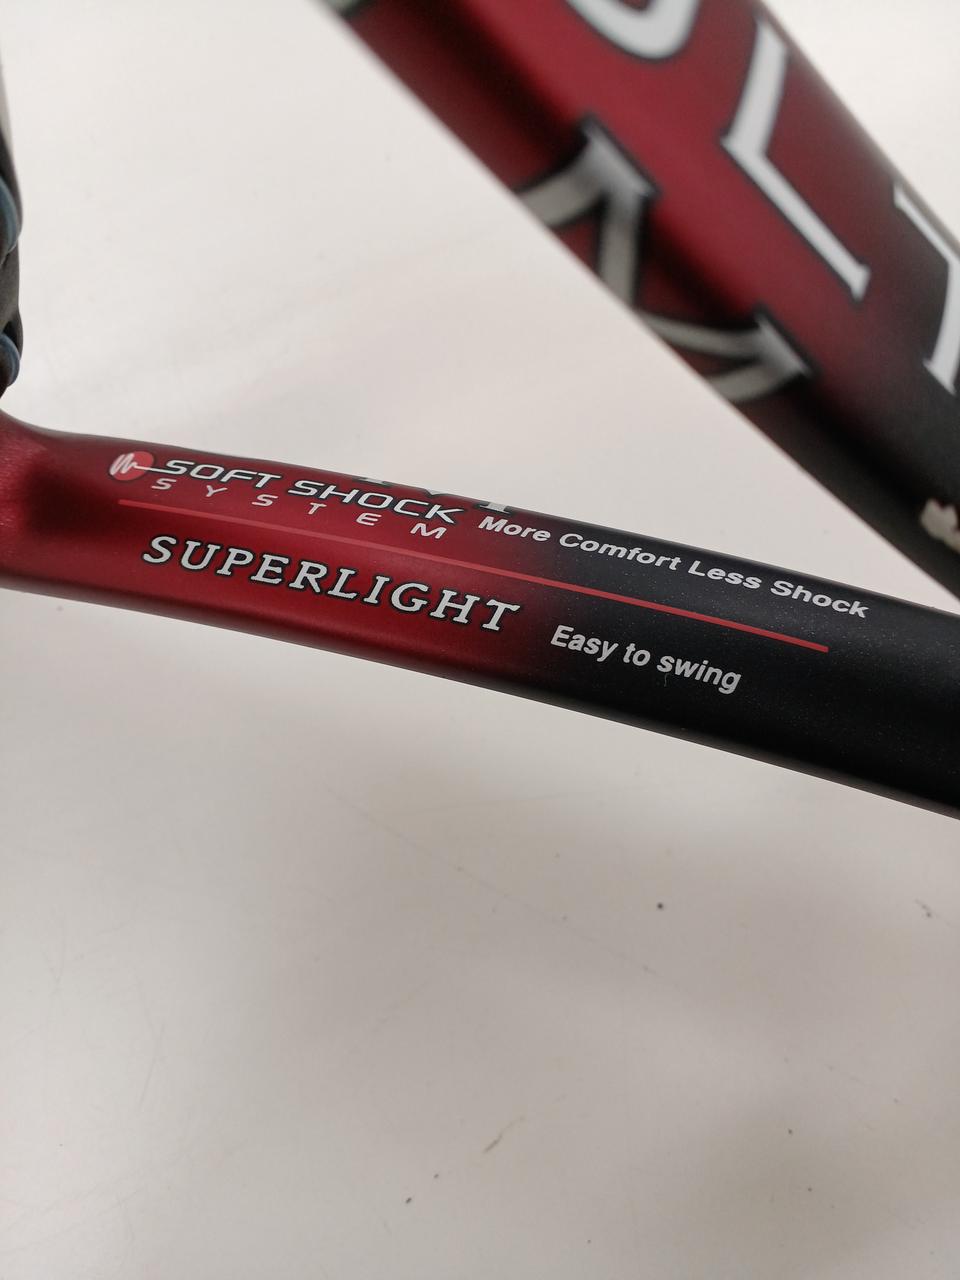 SOFT SHOCK
SYSTEM
More Comfort Less Shock
SUPERLIGHT
Easy to swing